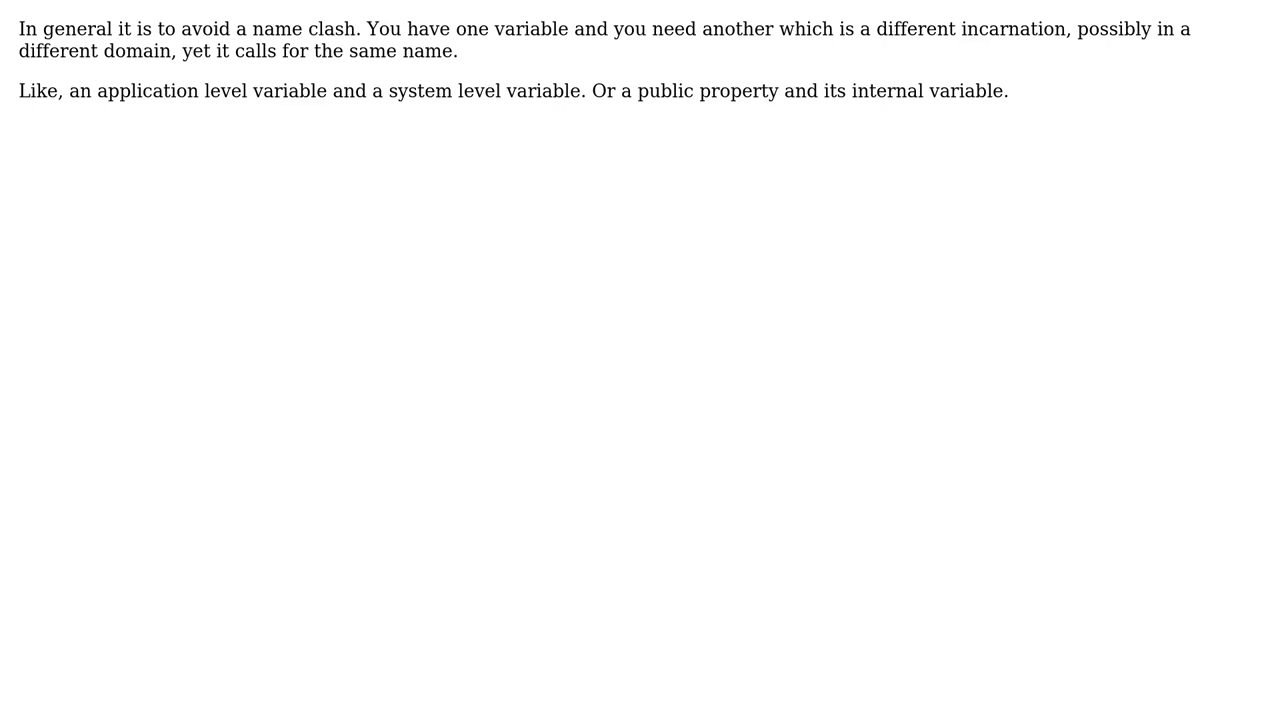 In general it is to avoid a name clash. You have one variable and you need another which is a different incarnation, possibly in a
different domain, yet it calls for the same name.
Like, an application level variable and a system level variable. Or a public property and its internal variable.